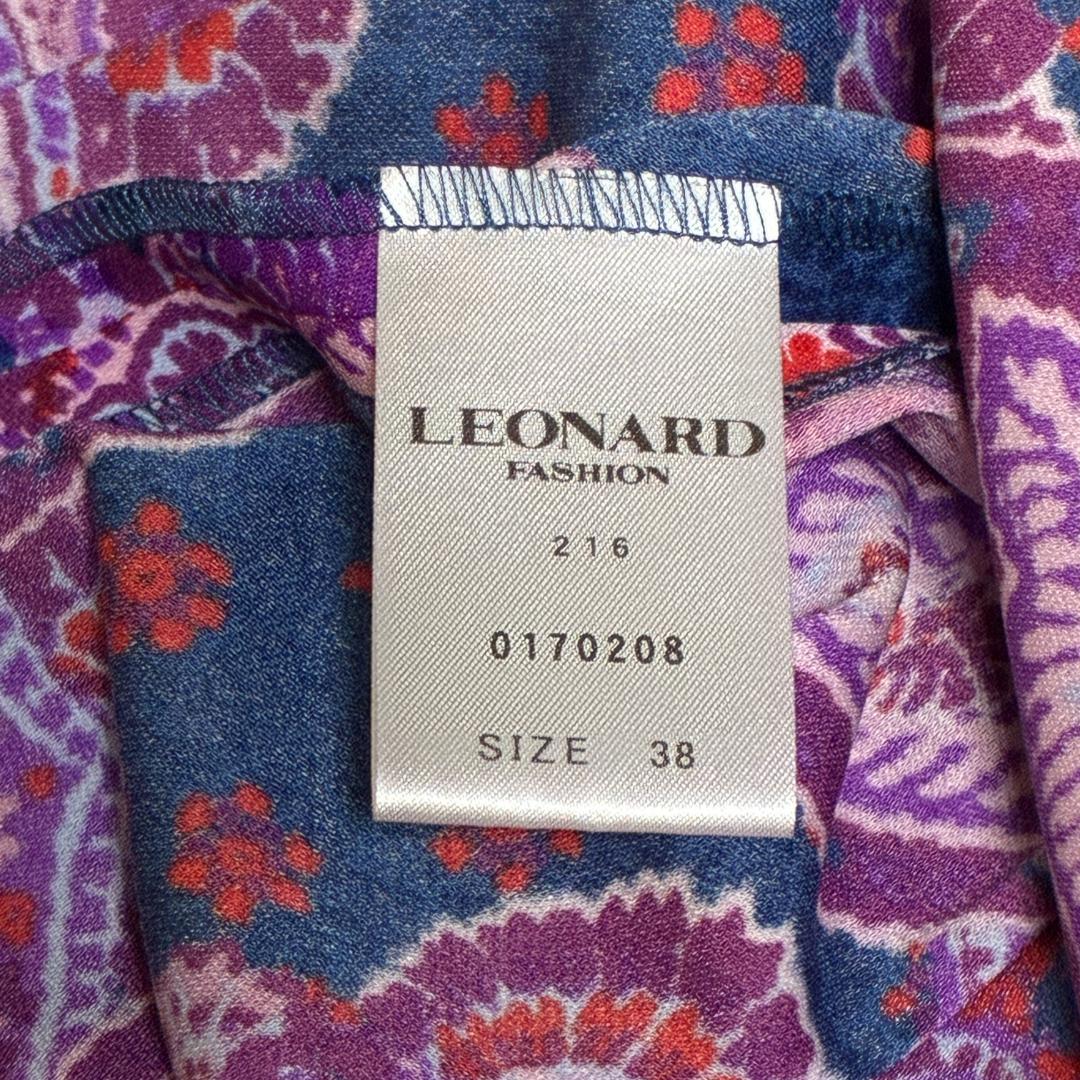 LEONARD
FASHION
216
0170208
SIZE 38